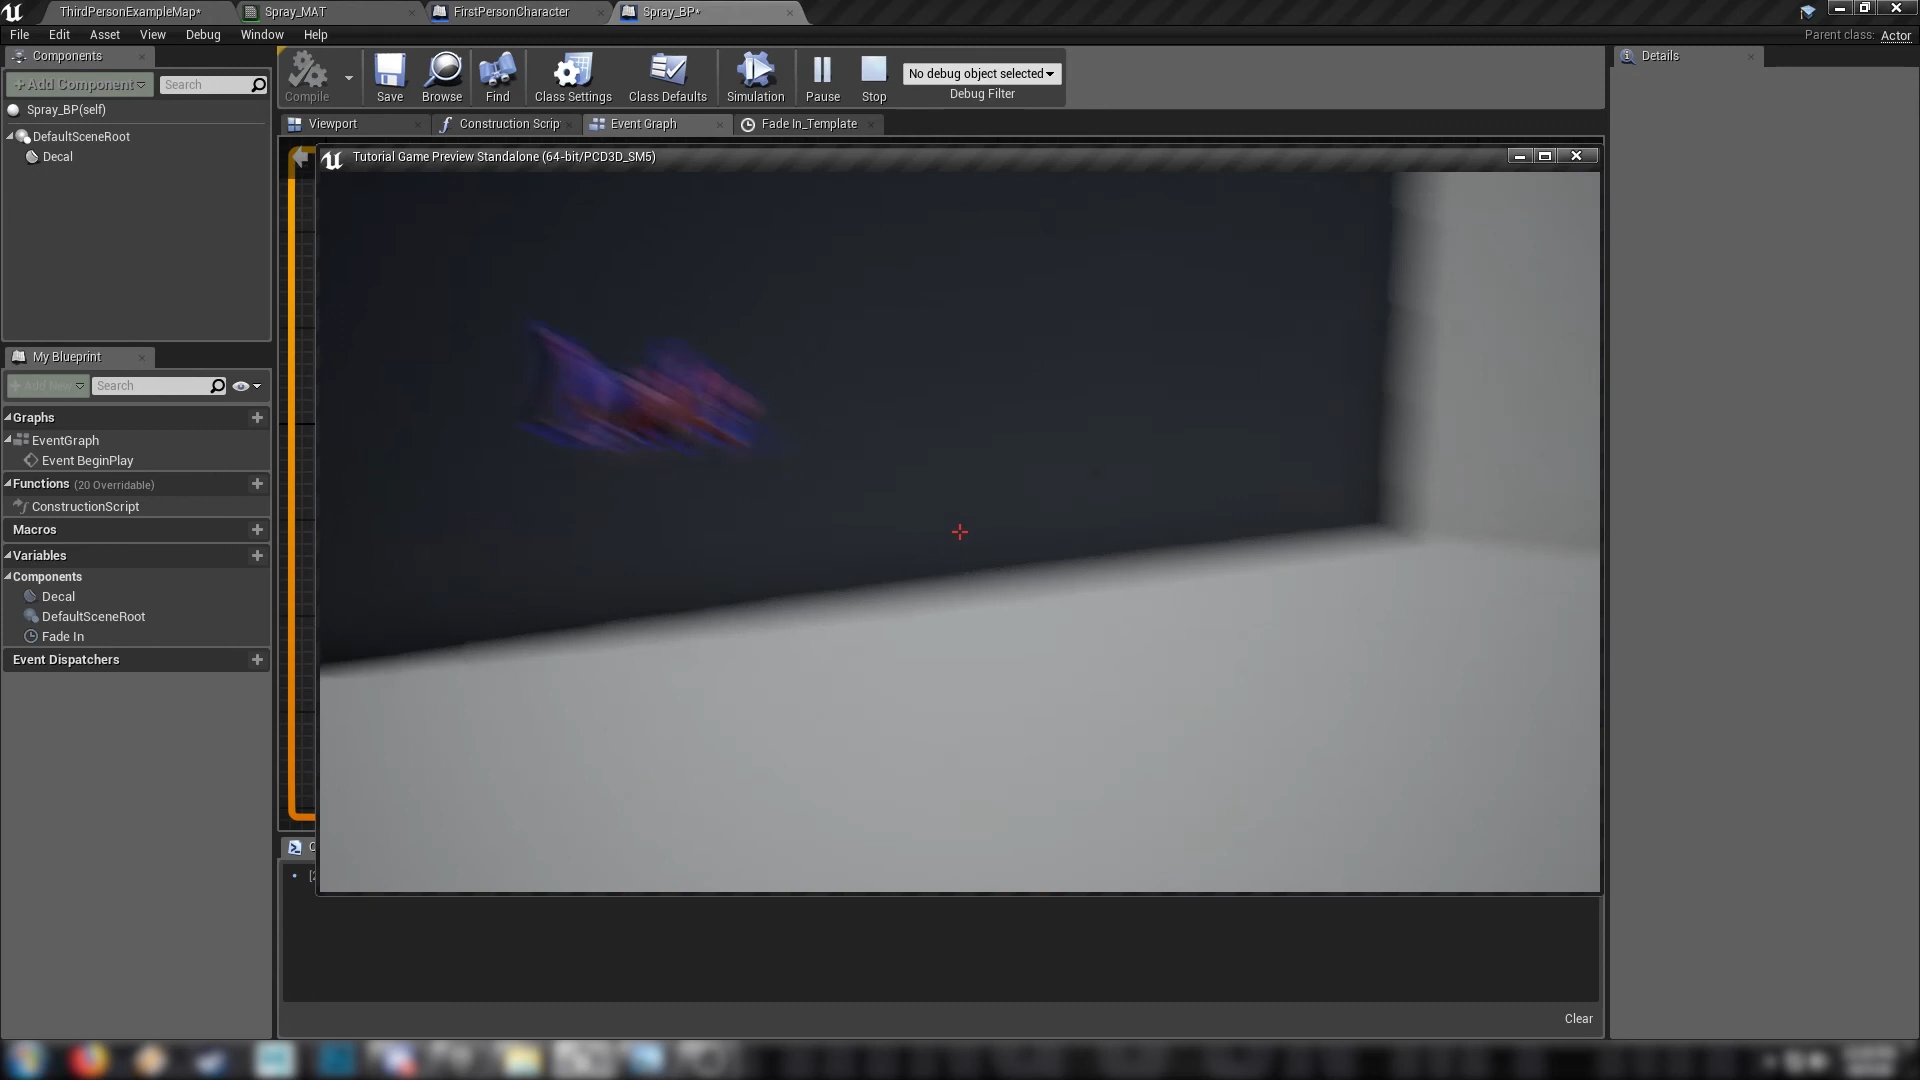 ThirdPersonExampleMap*
Spray_MAT
FirstPersonCharacter
Spray_BP*
File
Edit
Asset
View
Debug
Window
Help
Parent class: Actor
Components
+Add Component
Search
Spray_BP(self)
DefaultSceneRoot
Decal
Compile
Save
Browse
Find
Class Settings
Class Defaults
Simulation
Pause
Stop
No debug object selected
Debug Filter
Details
Viewport
Construction Scrip
Event Graph
Fade In_Template
Tutorial Game Preview Standalone (64-bit/PCD3D_SM5)
My Blueprint
+ Add New
Search
Graphs
EventGraph
Event BeginPlay
Functions (20 Overridable)
ConstructionScript
Macros
Variables
Components
Decal
DefaultSceneRoot
Fade In
Event Dispatchers
Clear